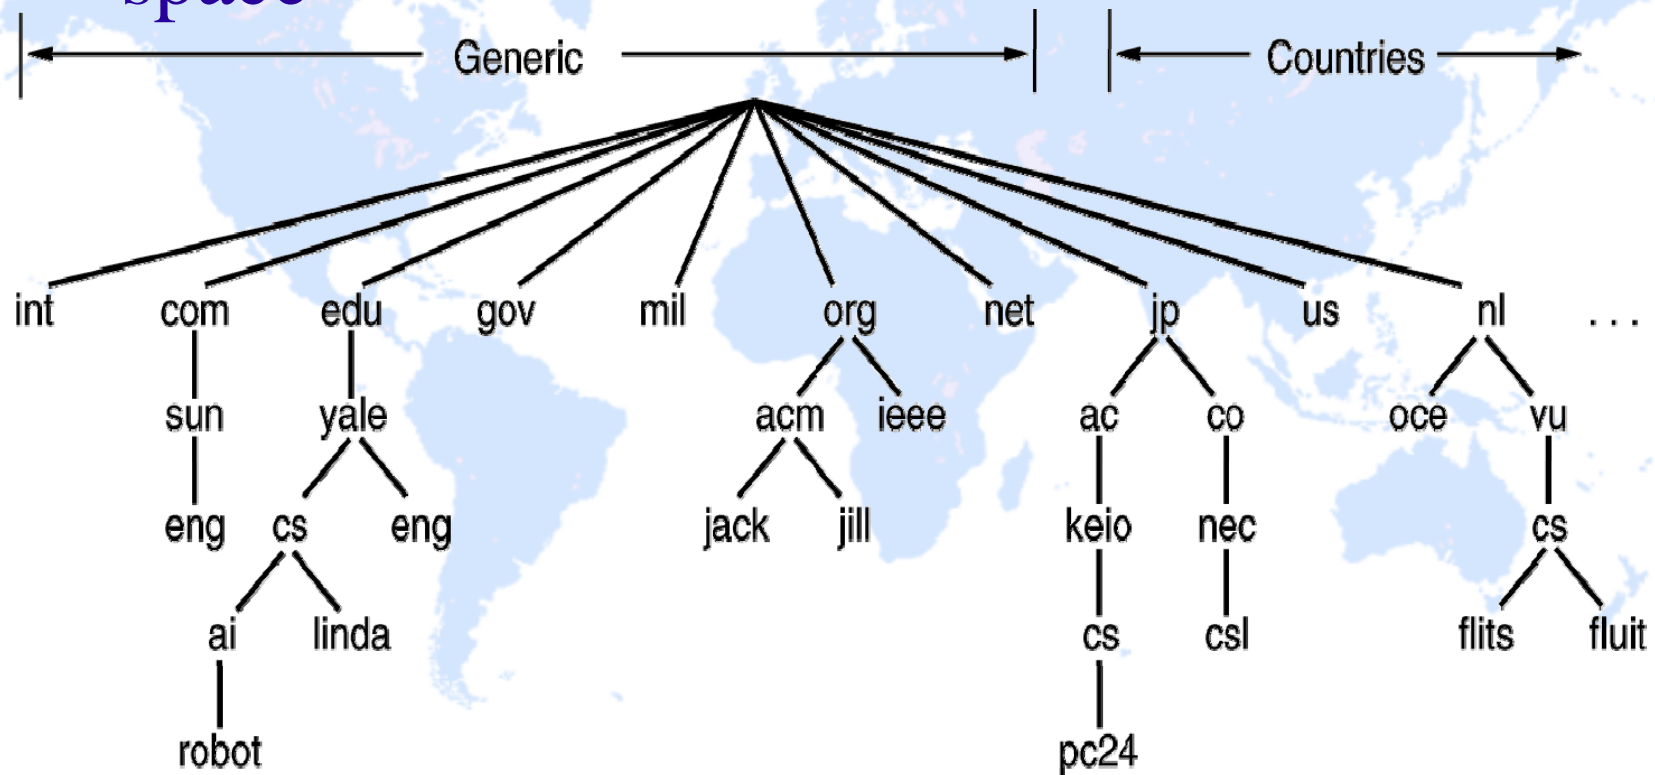 space
Generic Countries
int com edu gov mil org net jp us nl ...
sun yale acm ieee ac co oce vu
eng cs eng jack jill keio nec cs
ai linda cs csl flits fluit
robot pc24